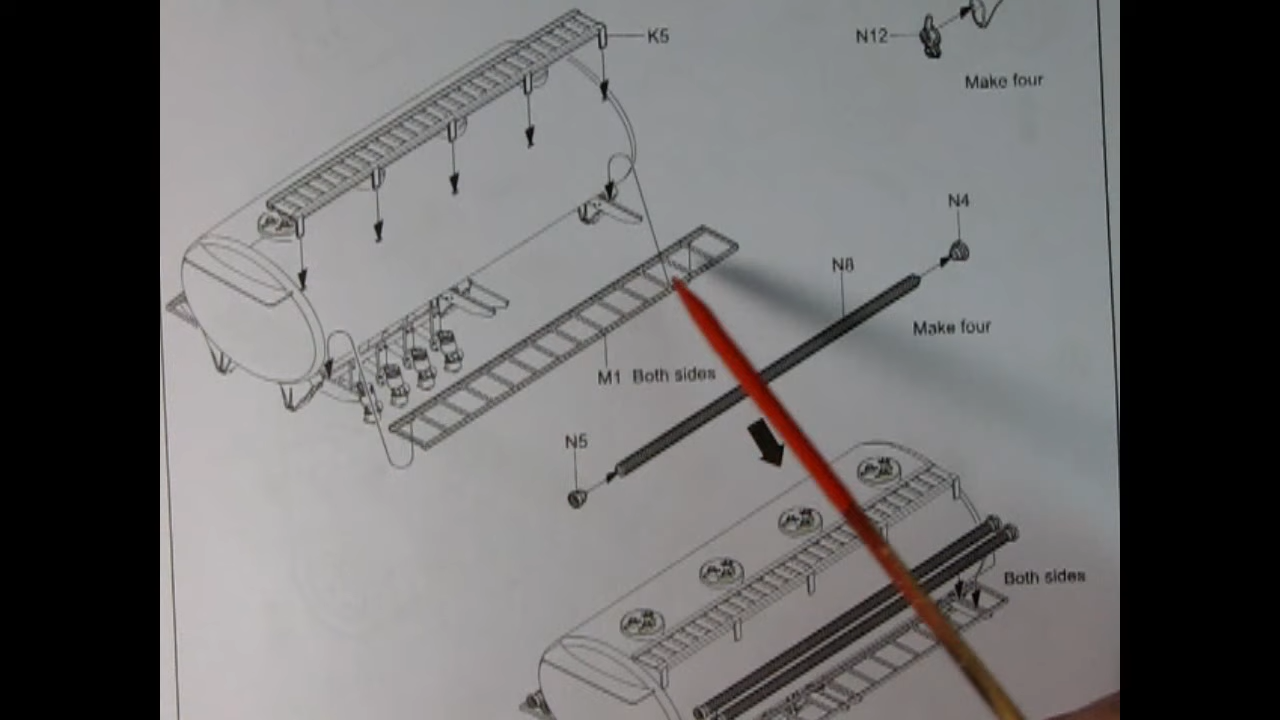 K5
N12
Make four
N4
N8
Make four
M1 Both sides
N5
Both sides